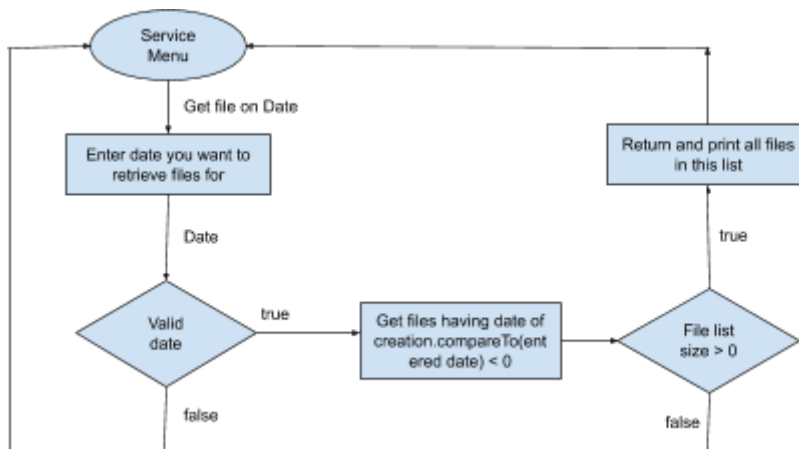 Service
Menu
Get file on Date
Enter date you want to
retrieve files for
Return and print all files
in this list
Date
true
Valid
date
true
Get files having date of
creation.compareTo(ent
ered date) < 0
File list
size > 0
false
false